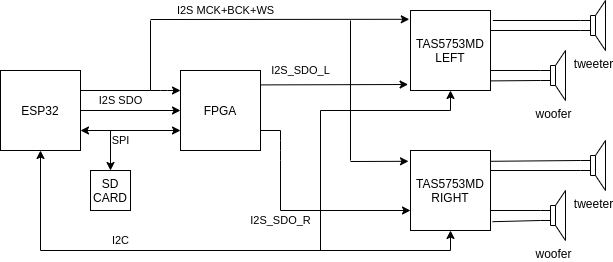 I2S MCK+BCK+WS
TAS5753MD
LEFT
tweeter
woofer
I2S_SDO_L
ESP32
I2S SDO
FPGA
SPI
SD
CARD
TAS5753MD
RIGHT
tweeter
woofer
I2S_SDO_R
I2C